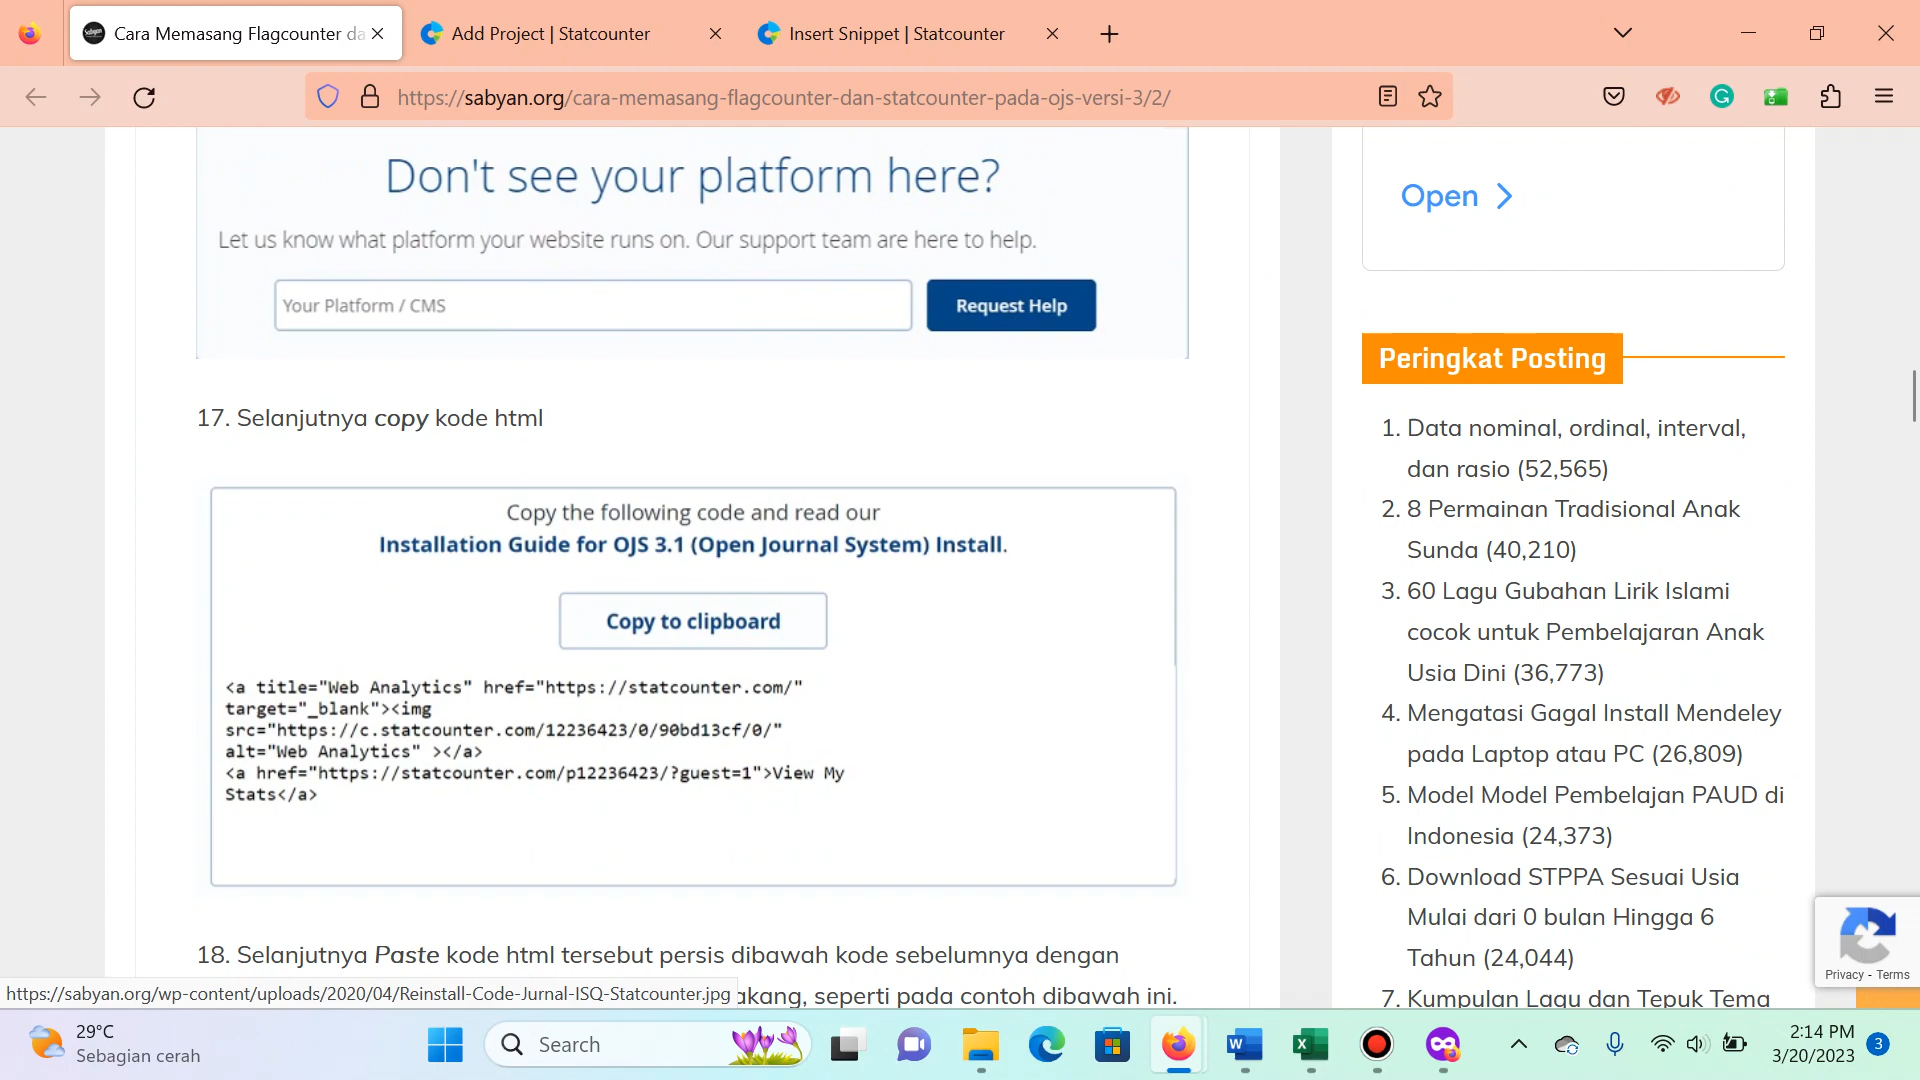 Cara Memasang Flagcounter da
Add Project | Statcounter
Insert Snippet | Statcounter
https://sabyan.org/cara-memasang-flagcounter-dan-statcounter-pada-ojs-versi-3/2/
Don't see your platform here?
Let us know what platform your website runs on. Our support team are here to help.
Your Platform / CMS
Request Help
17. Selanjutnya copy kode html
Copy the following code and read our
Installation Guide for OJS 3.1 (Open Journal System) Install.
Copy to clipboard
<a title="Web Analytics" href="https://statcounter.com/"
target="_blank"><img
src="https://c.statcounter.com/12236423/0/90bd13cf/0/"
alt="Web Analytics" ></a>
<a href="https://statcounter.com/p12236423/?guest=1">View My
Stats</a>
18. Selanjutnya Paste kode html tersebut persis dibawah kode sebelumnya dengan
akang, seperti pada contoh dibawah ini.
https://sabyan.org/wp-content/uploads/2020/04/Reinstall-Code-Jurnal-ISQ-Statcounter.jpg
Open
Peringkat Posting
1. Data nominal, ordinal, interval,
dan rasio (52,565)
2. 8 Permainan Tradisional Anak
Sunda (40,210)
3. 60 Lagu Gubahan Lirik Islami
cocok untuk Pembelajaran Anak
Usia Dini (36,773)
4. Mengatasi Gagal Install Mendeley
pada Laptop atau PC (26,809)
5. Model Model Pembelajan PAUD di
Indonesia (24,373)
6. Download STPPA Sesuai Usia
Mulai dari 0 bulan Hingga 6
Tahun (24,044)
7. Kumpulan Lagu dan Tepuk Tema
Privacy - Terms
29°C
Sebagian cerah
Search
2:14 PM
3/20/2023
3